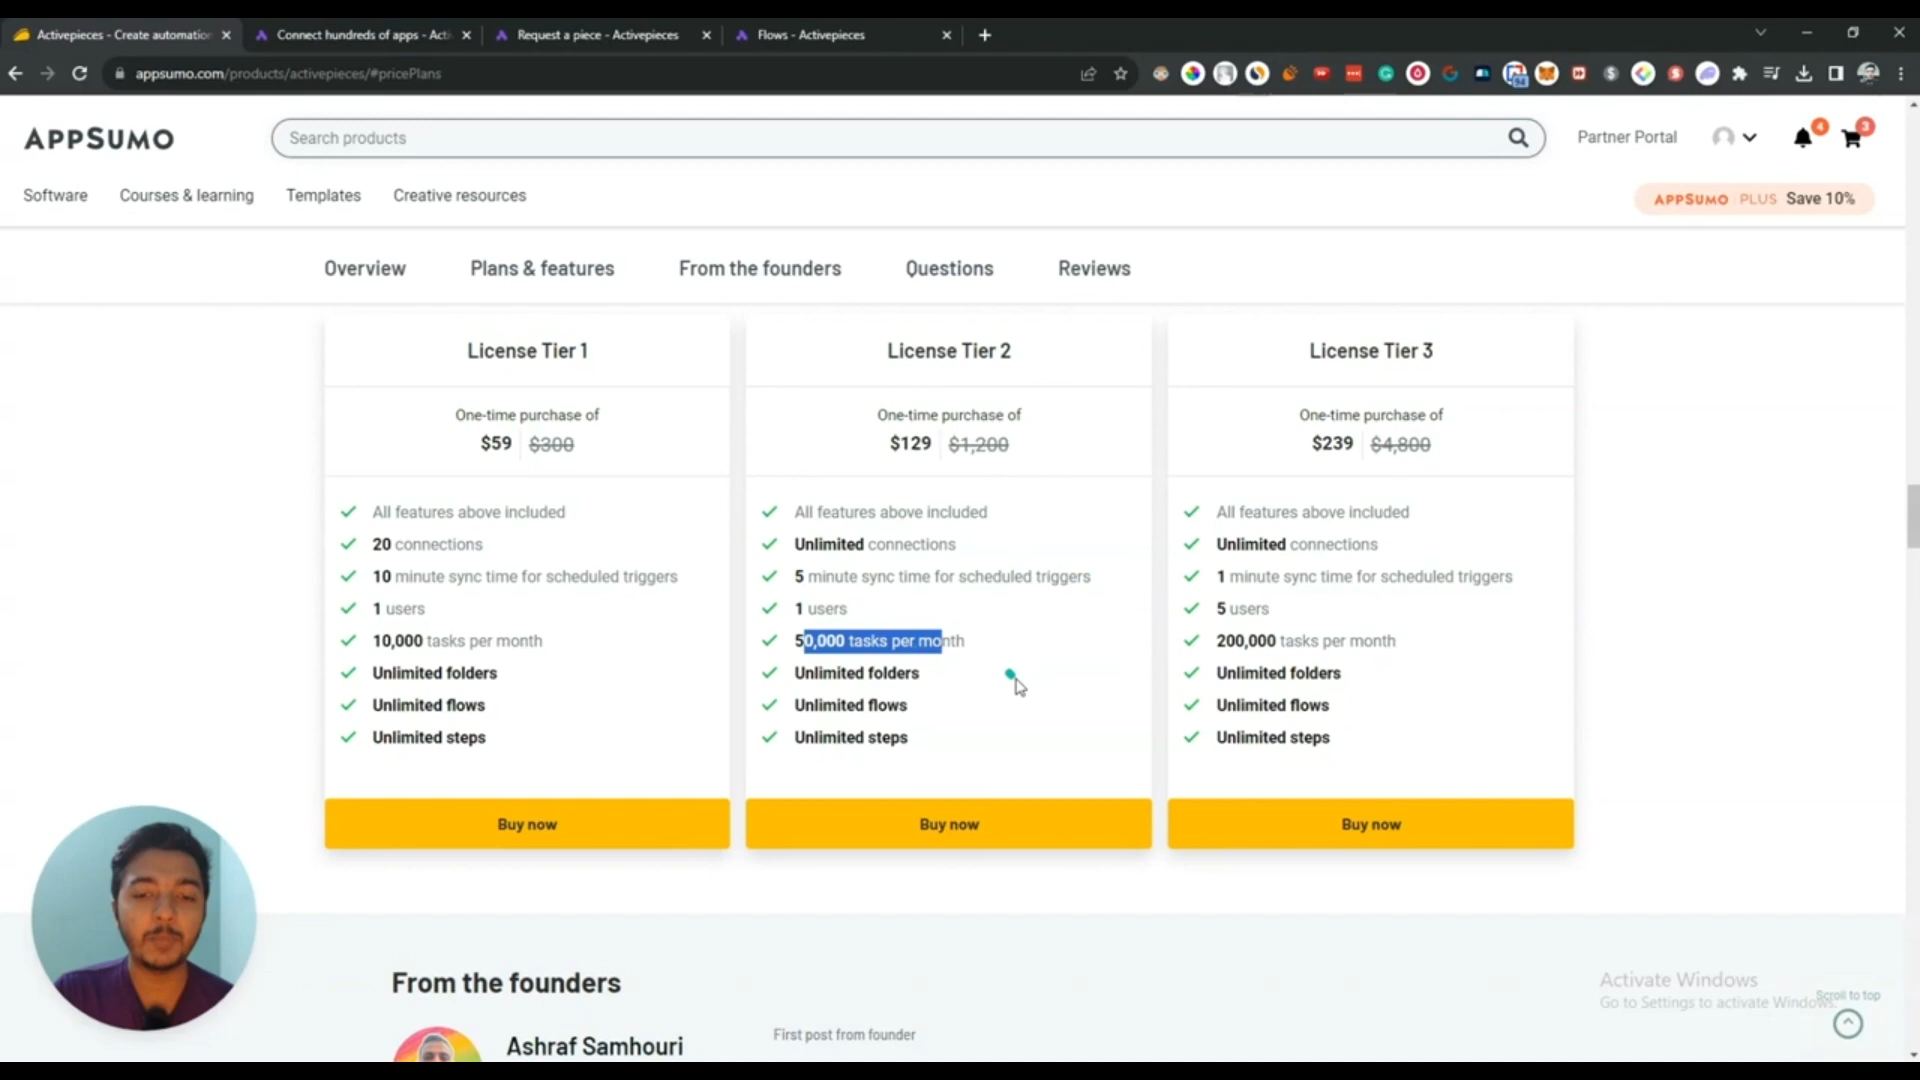 Activepieces - Create automation
Connect hundreds of apps - Acti
Request a piece - Activepieces
Flows - Activepieces
appsumo.com/products/activepieces/#pricePlans
APPSUMO
Search products
Partner Portal
4
3
Software
Courses & learning
Templates
Creative resources
APPSUMO PLUS Save 10%
Overview
Plans & features
From the founders
Questions
Reviews
License Tier 1
One-time purchase of
$59 $300
All features above included
20 connections
10 minute sync time for scheduled triggers
1 users
10,000 tasks per month
Unlimited folders
Unlimited flows
Unlimited steps
Buy now
License Tier 2
One-time purchase of
$129 $1,200
All features above included
Unlimited connections
5 minute sync time for scheduled triggers
1 users
50,000 tasks per month
Unlimited folders
Unlimited flows
Unlimited steps
Buy now
License Tier 3
One-time purchase of
$239 $4,800
All features above included
Unlimited connections
1 minute sync time for scheduled triggers
5 users
200,000 tasks per month
Unlimited folders
Unlimited flows
Unlimited steps
Buy now
From the founders
Ashraf Samhouri
First post from founder
Activate Windows
Go to Settings to activate Windows.
Scroll to top